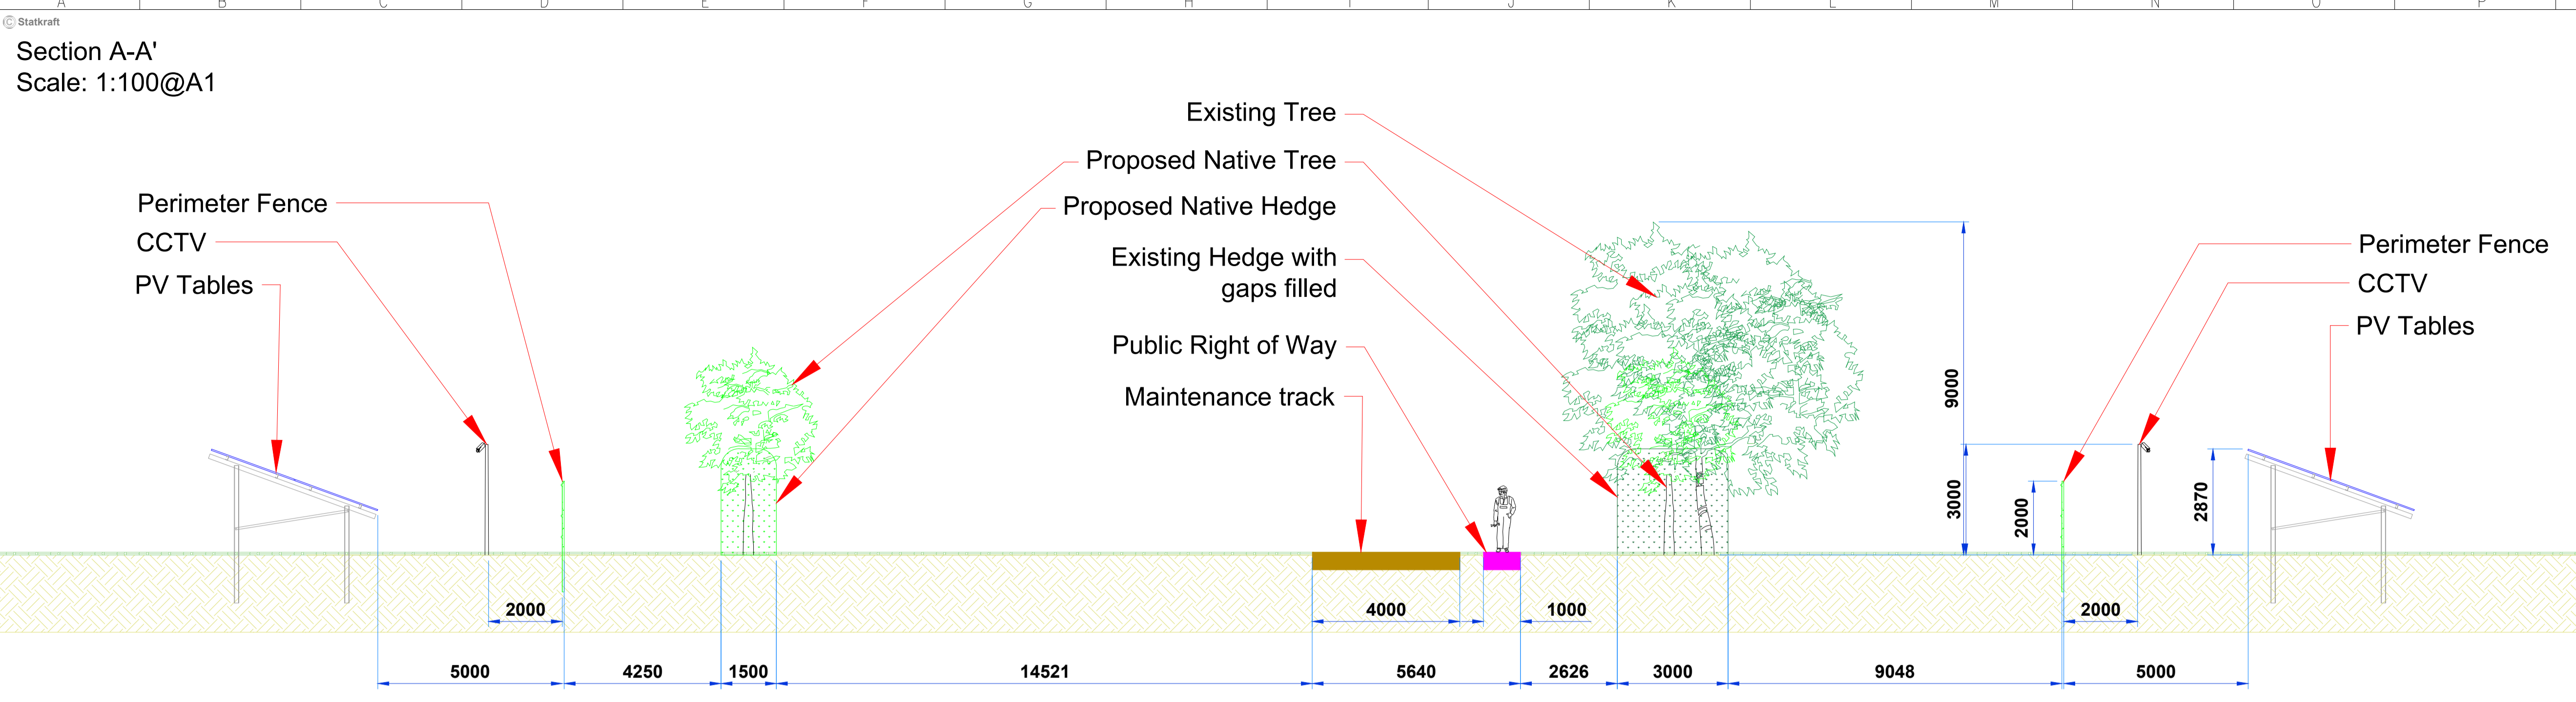 A B C D E F G H I J K L M N O P
© Statkraft
Section A-A'
Scale: 1:100@A1
Existing Tree
Proposed Native Tree
Proposed Native Hedge
Existing Hedge with
gaps filled
Public Right of Way
Maintenance track
Perimeter Fence
CCTV
PV Tables
Perimeter Fence
CCTV
PV Tables
9000
3000
2000
2870
2000
4000
1000
2000
5000
4250
1500
14521
5640
2626
3000
9048
5000